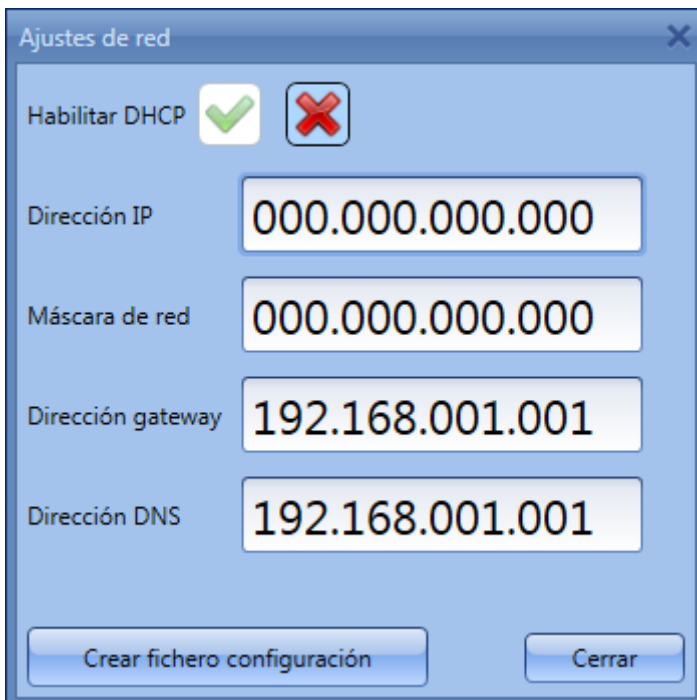 Ajustes de red
Habilitar DHCP
Dirección IP 000.000.000.000
Máscara de red 000.000.000.000
Dirección gateway 192.168.001.001
Dirección DNS 192.168.001.001
Crear fichero configuración Cerrar